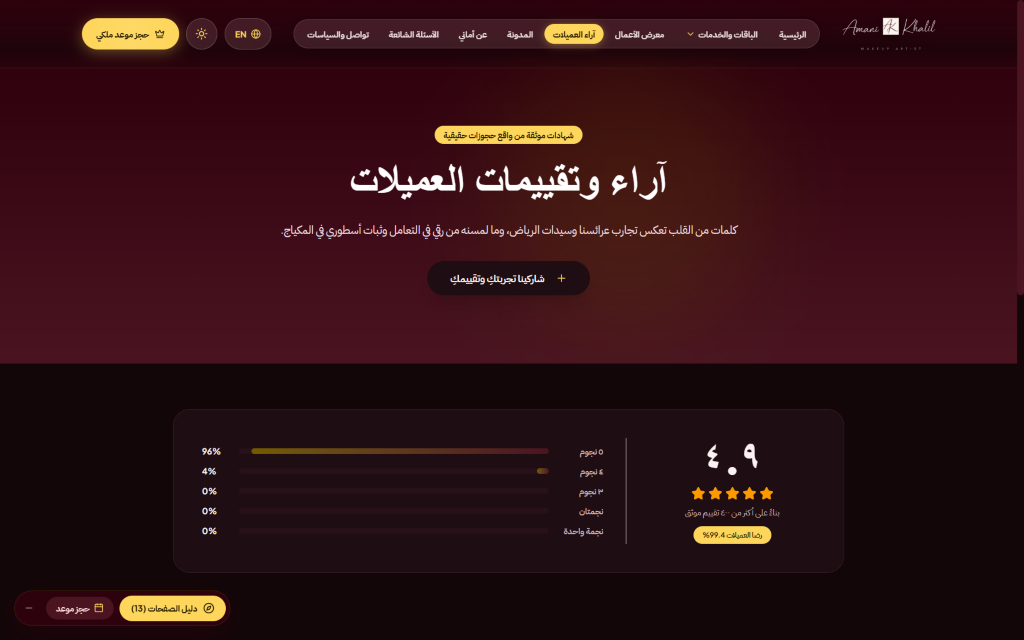 Amani AK Khalil
MAKEUP ARTIST
الرئيسية
الباقات والخدمات
معرض الأعمال
آراء العميلات
المدونة
عن أماني
الأسئلة الشائعة
تواصل والسياسات
EN
حجز موعد ملكي
شهادات موثقة من واقع حجوزات حقيقية
آراء وتقييمات العميلات
كلمات من القلب تعكس تجارب عرائسنا وسيدات الرياض، وما لمسنه من رقي في التعامل وثبات أسطوري في المكياج.
+ شاركينا تجربتكِ وتقييمكِ
٤.٩
بناءً على أكثر من ٤٠٠ تقييم موثق
رضا العميلات 99.4%
٥ نجوم 96%
٤ نجوم 4%
٣ نجوم 0%
نجمتان 0%
نجمة واحدة 0%
دليل الصفحات (13)
حجز موعد